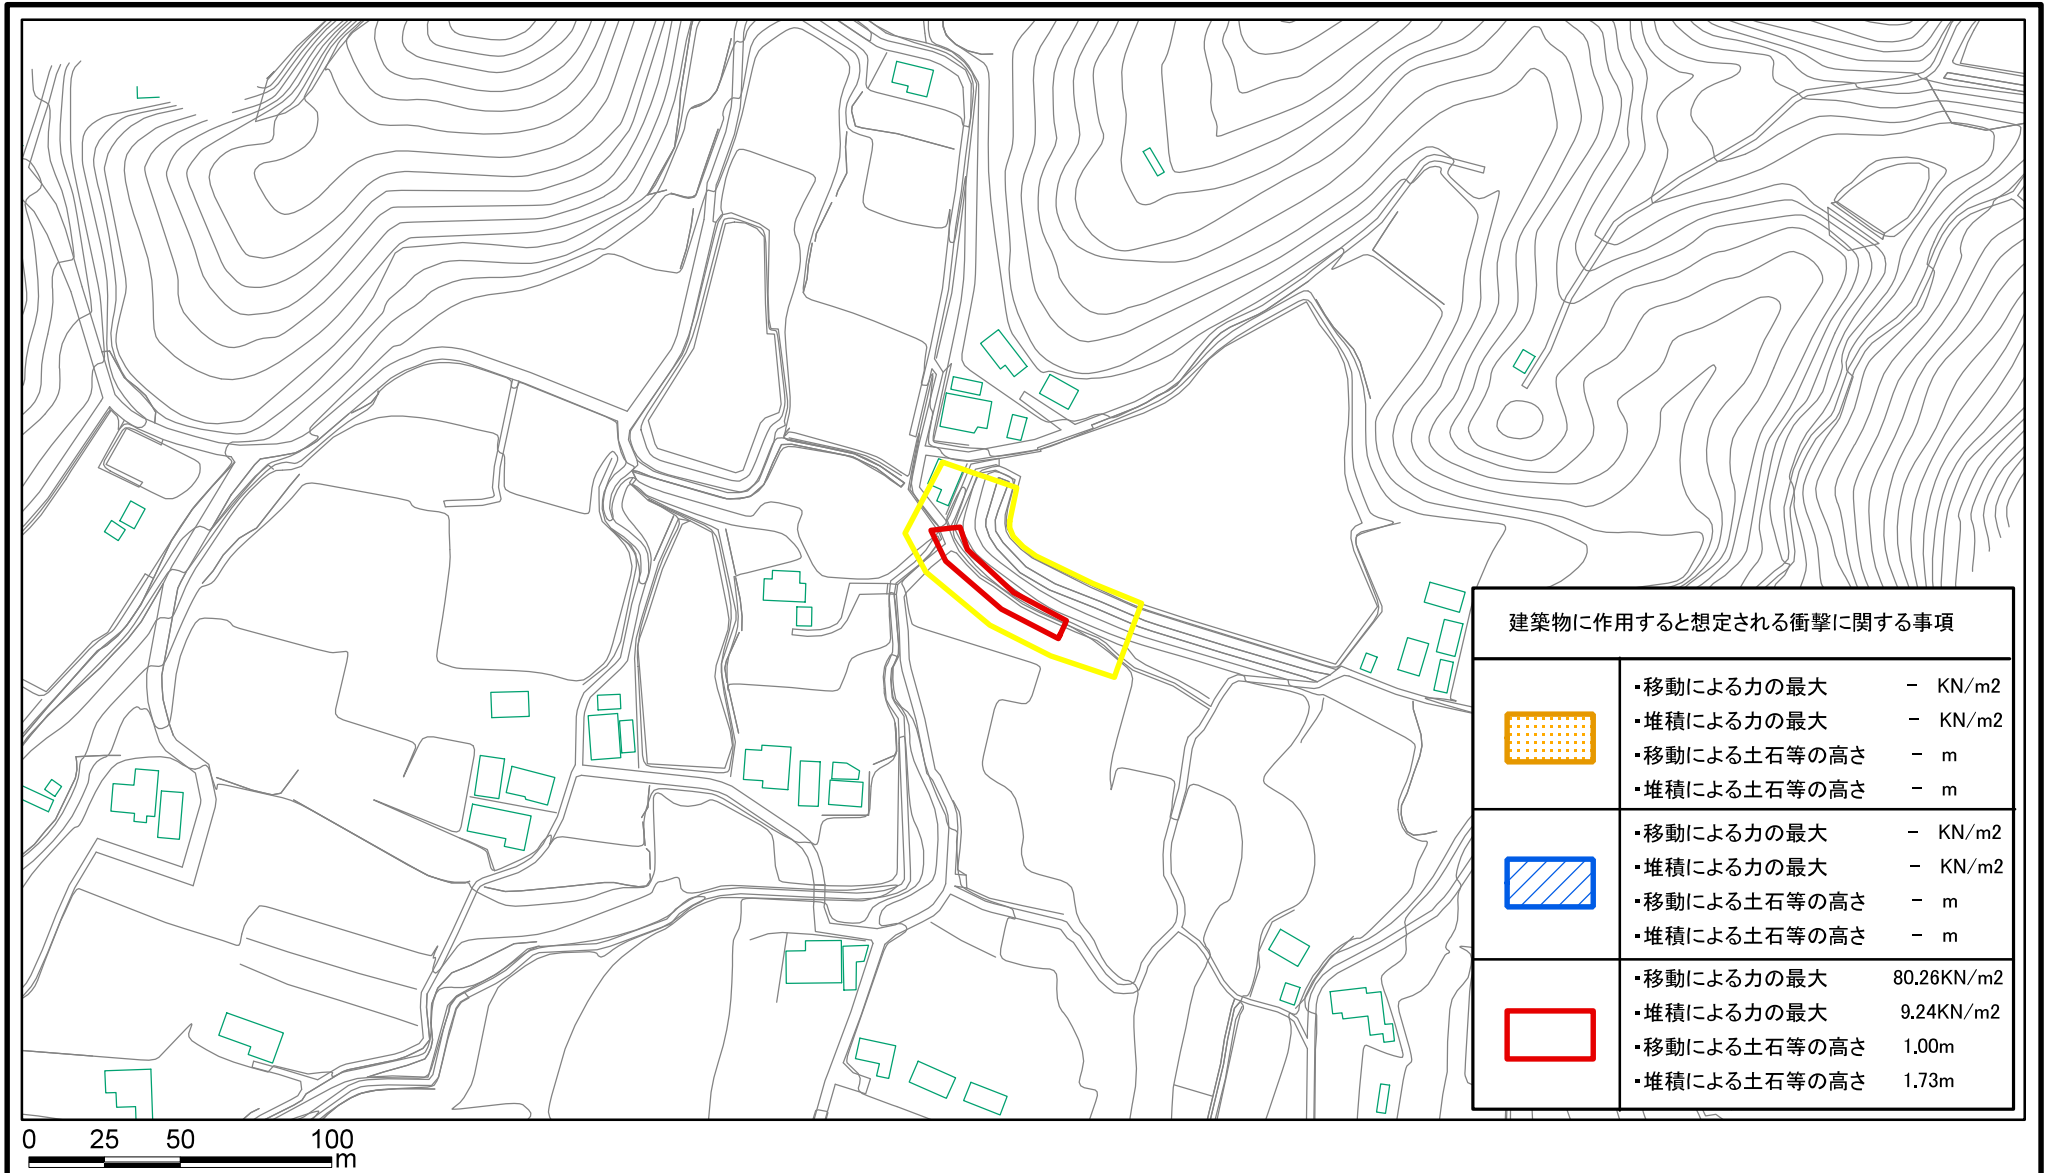 建築物に作用すると想定される衝撃に関する事項
・移動による力の最大 - KN/m2
・堆積による力の最大 - KN/m2
・移動による土石等の高さ - m
・堆積による土石等の高さ - m
・移動による力の最大 - KN/m2
・堆積による力の最大 - KN/m2
・移動による土石等の高さ - m
・堆積による土石等の高さ - m
・移動による力の最大 80.26KN/m2
・堆積による力の最大 9.24KN/m2
・移動による土石等の高さ 1.00m
・堆積による土石等の高さ 1.73m
0 25 50 100
m